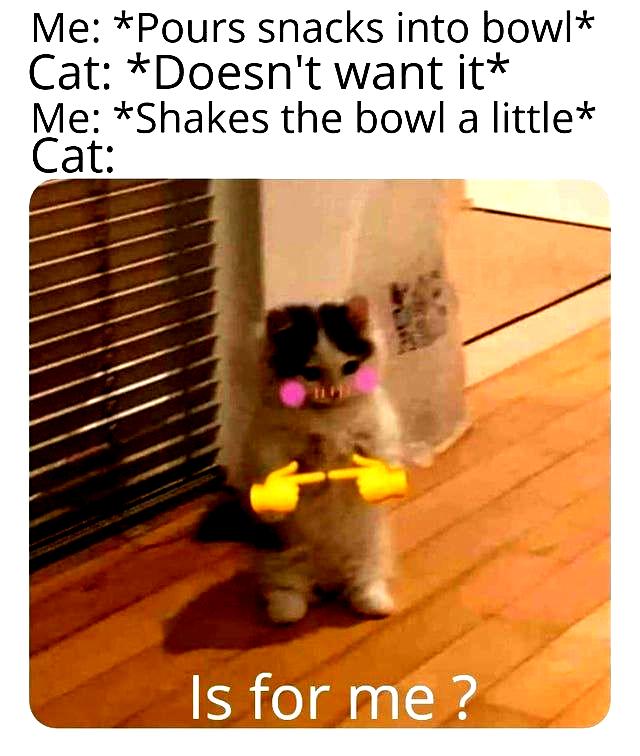 Me: *Pours snacks into bowl*
Cat: *Doesn't want it*
Me: *Shakes the bowl a little*
Cat:
Is for me ?